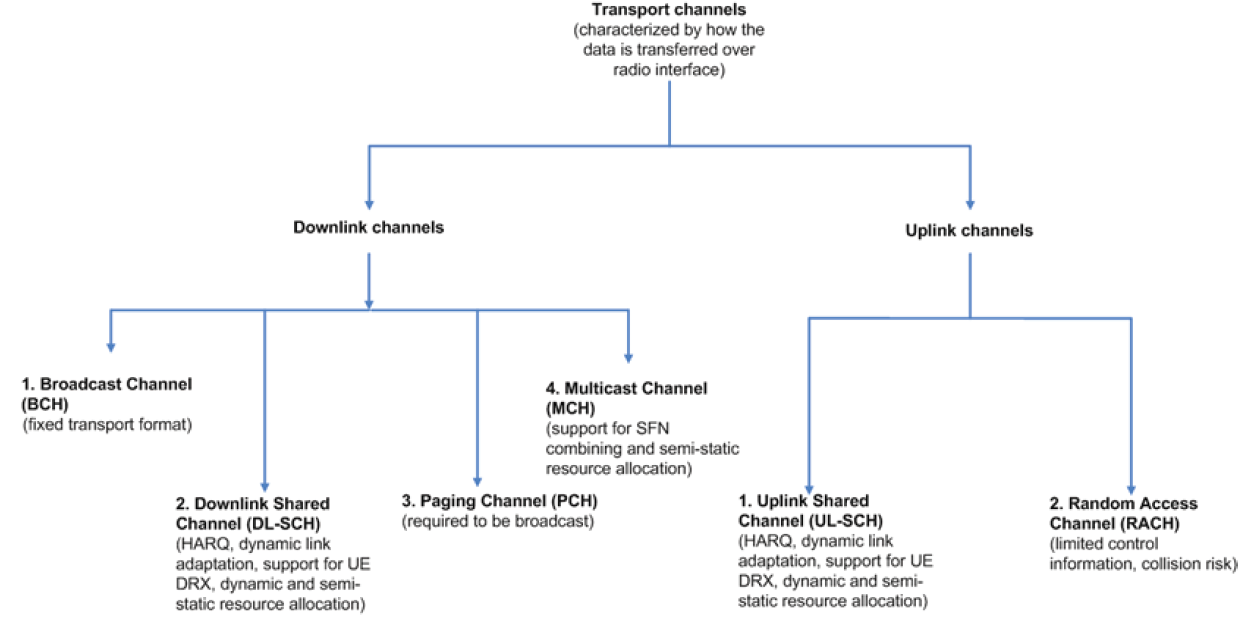 Transport channels
(characterized by how the
data is transferred over
radio interface)
Downlink channels
Uplink channels
1. Broadcast Channel
(BCH)
(fixed transport format)
4. Multicast Channel
(MCH)
(support for SFN
combining and semi-static
resource allocation)
2. Downlink Shared
Channel (DL-SCH)
(HARQ, dynamic link
adaptation, support for UE
DRX, dynamic and semi-
static resource allocation)
3. Paging Channel (PCH)
(required to be broadcast)
1. Uplink Shared
Channel (UL-SCH)
(HARQ, dynamic link
adaptation, support for UE
DRX, dynamic and semi-
static resource allocation)
2. Random Access
Channel (RACH)
(limited control
information, collision risk)